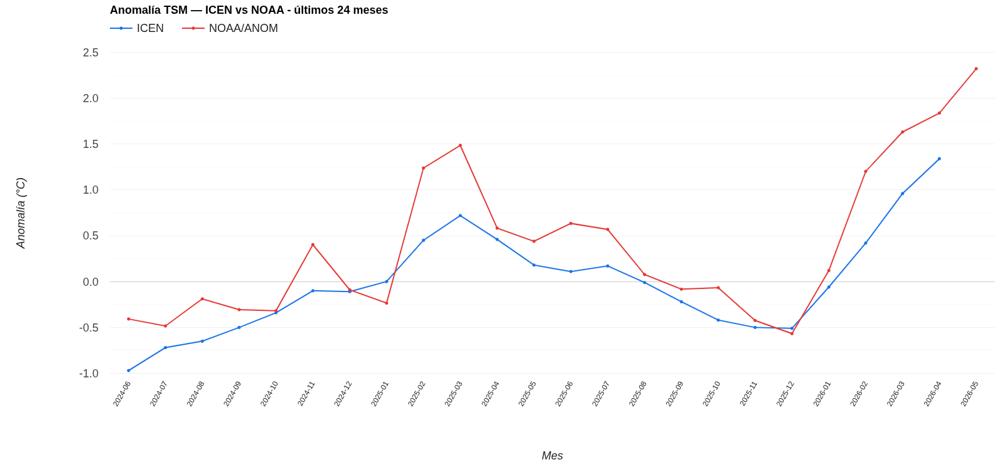 Anomalía TSM — ICEN vs NOAA - últimos 24 meses
ICEN NOAA/ANOM
2.5
2.0
1.5
1.0
0.5
0.0
-0.5
-1.0
Anomalía (°C)
2024-06 2024-07 2024-08 2024-09 2024-10 2024-11 2024-12 2025-01 2025-02 2025-03 2025-04 2025-05 2025-06 2025-07 2025-08 2025-09 2025-10 2025-11 2025-12 2026-01 2026-02 2026-03 2026-04 2026-05
Mes